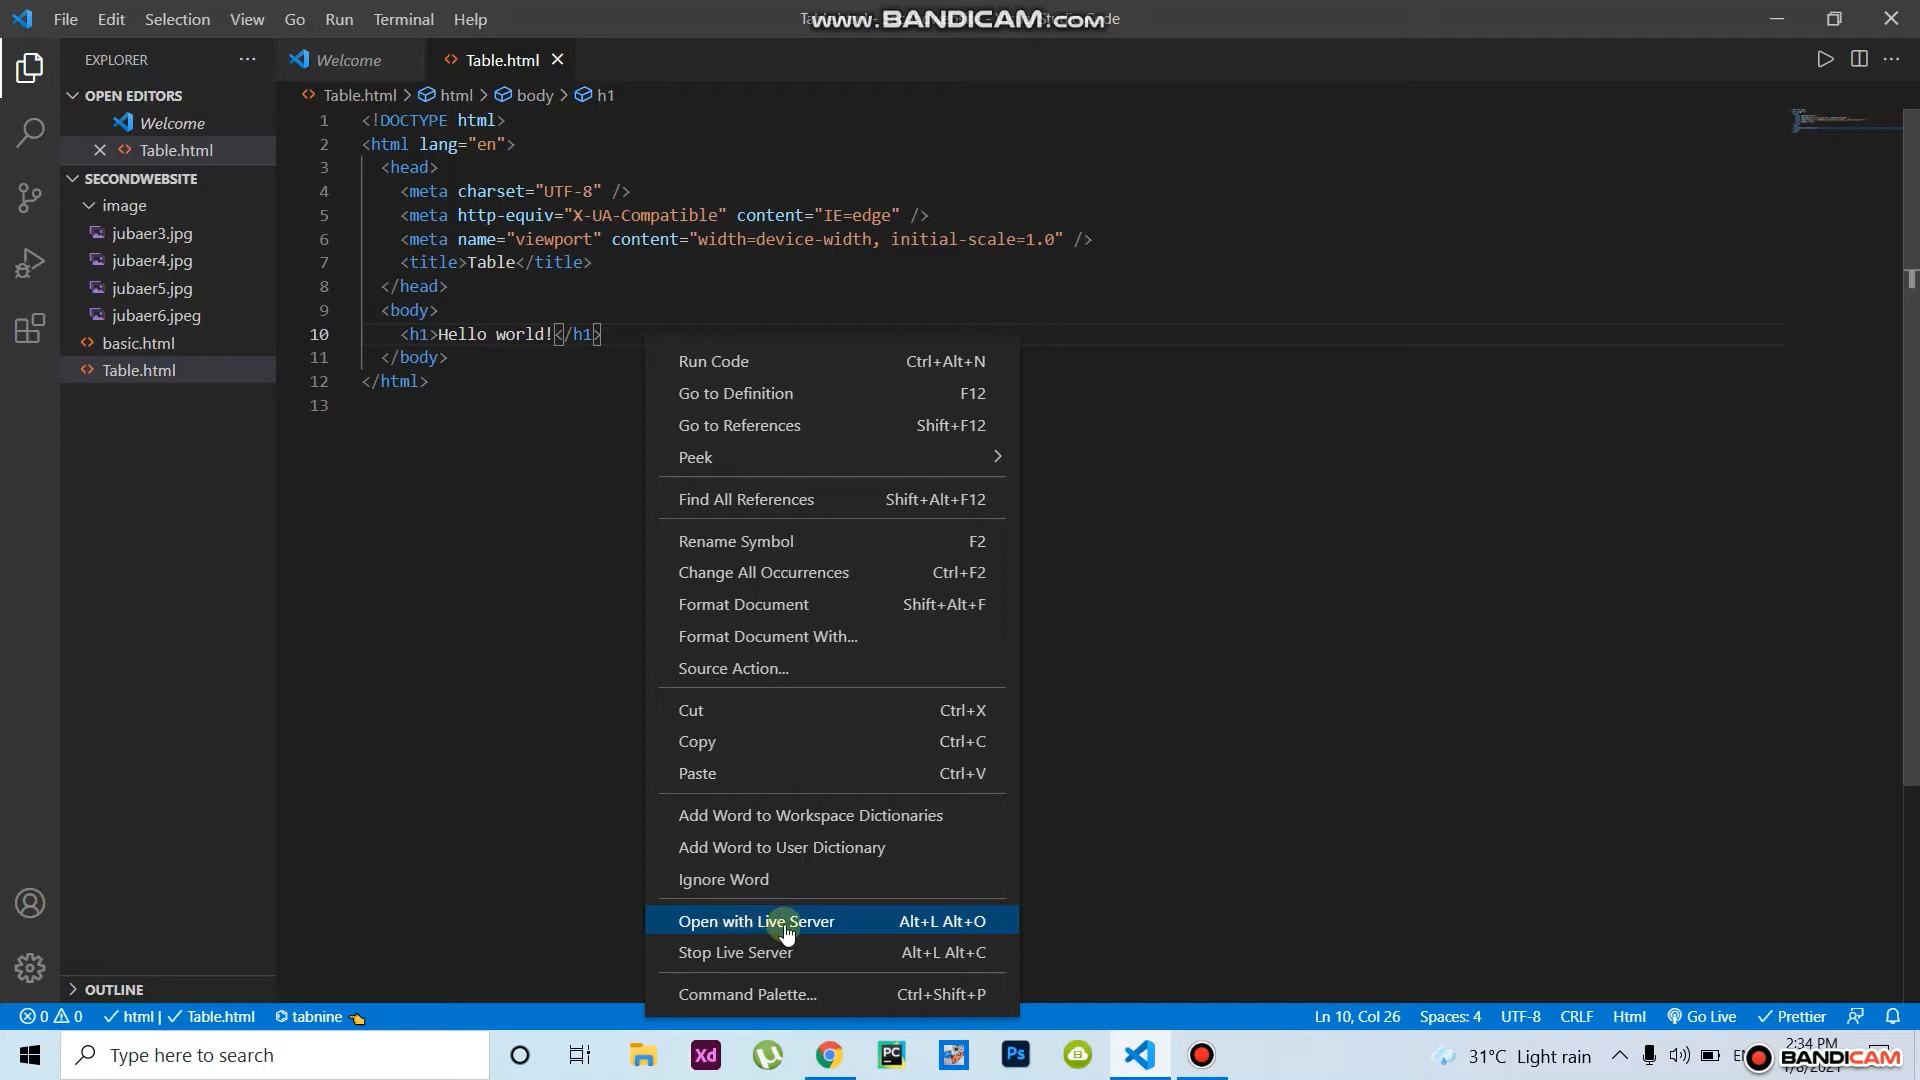 File Edit Selection View Go Run Terminal Help
www.BANDICAM.com
EXPLORER
Welcome
Table.html
OPEN EDITORS
Welcome
Table.html
SECONDWEBSITE
image
jubaer3.jpg
jubaer4.jpg
jubaer5.jpg
jubaer6.jpeg
basic.html
Table.html
OUTLINE
Table.html > html > body > h1
1 <!DOCTYPE html>
2 <html lang="en">
3 <head>
4 <meta charset="UTF-8" />
5 <meta http-equiv="X-UA-Compatible" content="IE=edge" />
6 <meta name="viewport" content="width=device-width, initial-scale=1.0" />
7 <title>Table</title>
8 </head>
9 <body>
10 <h1>Hello world!</h1>
11 </body>
12 </html>
13
Run Code Ctrl+Alt+N
Go to Definition F12
Go to References Shift+F12
Peek
Find All References Shift+Alt+F12
Rename Symbol F2
Change All Occurrences Ctrl+F2
Format Document Shift+Alt+F
Format Document With...
Source Action...
Cut Ctrl+X
Copy Ctrl+C
Paste Ctrl+V
Add Word to Workspace Dictionaries
Add Word to User Dictionary
Ignore Word
Open with Live Server Alt+L Alt+O
Stop Live Server Alt+L Alt+C
Command Palette... Ctrl+Shift+P
0 0 html | Table.html tabnine
Ln 10, Col 26 Spaces: 4 UTF-8 CRLF Html Go Live Prettier
Type here to search
Xd
PC
Ps
31°C Light rain
2:34 PM
BANDICAM